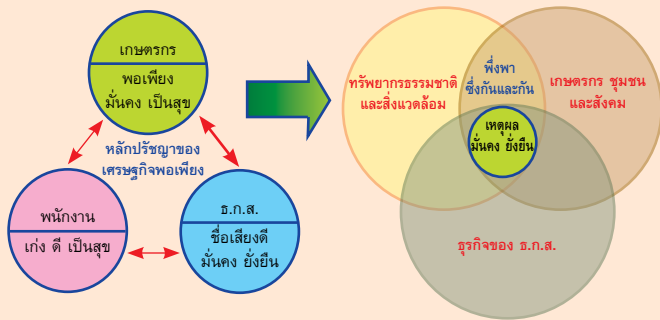 เกษตรกร
พอเพียง
มั่นคง เป็นสุข
หลักปรัชญาของ
เศรษฐกิจพอเพียง
พนักงาน
เก่ง ดี เป็นสุข
ธ.ก.ส.
ชื่อเสียงดี
มั่นคง ยั่งยืน
ทรัพยากรธรรมชาติ
และสิ่งแวดล้อม
พึ่งพา
ซึ่งกันและกัน
เกษตรกร ชุมชน
และสังคม
เหตุผล
มั่นคง ยั่งยืน
ธุรกิจของ ธ.ก.ส.